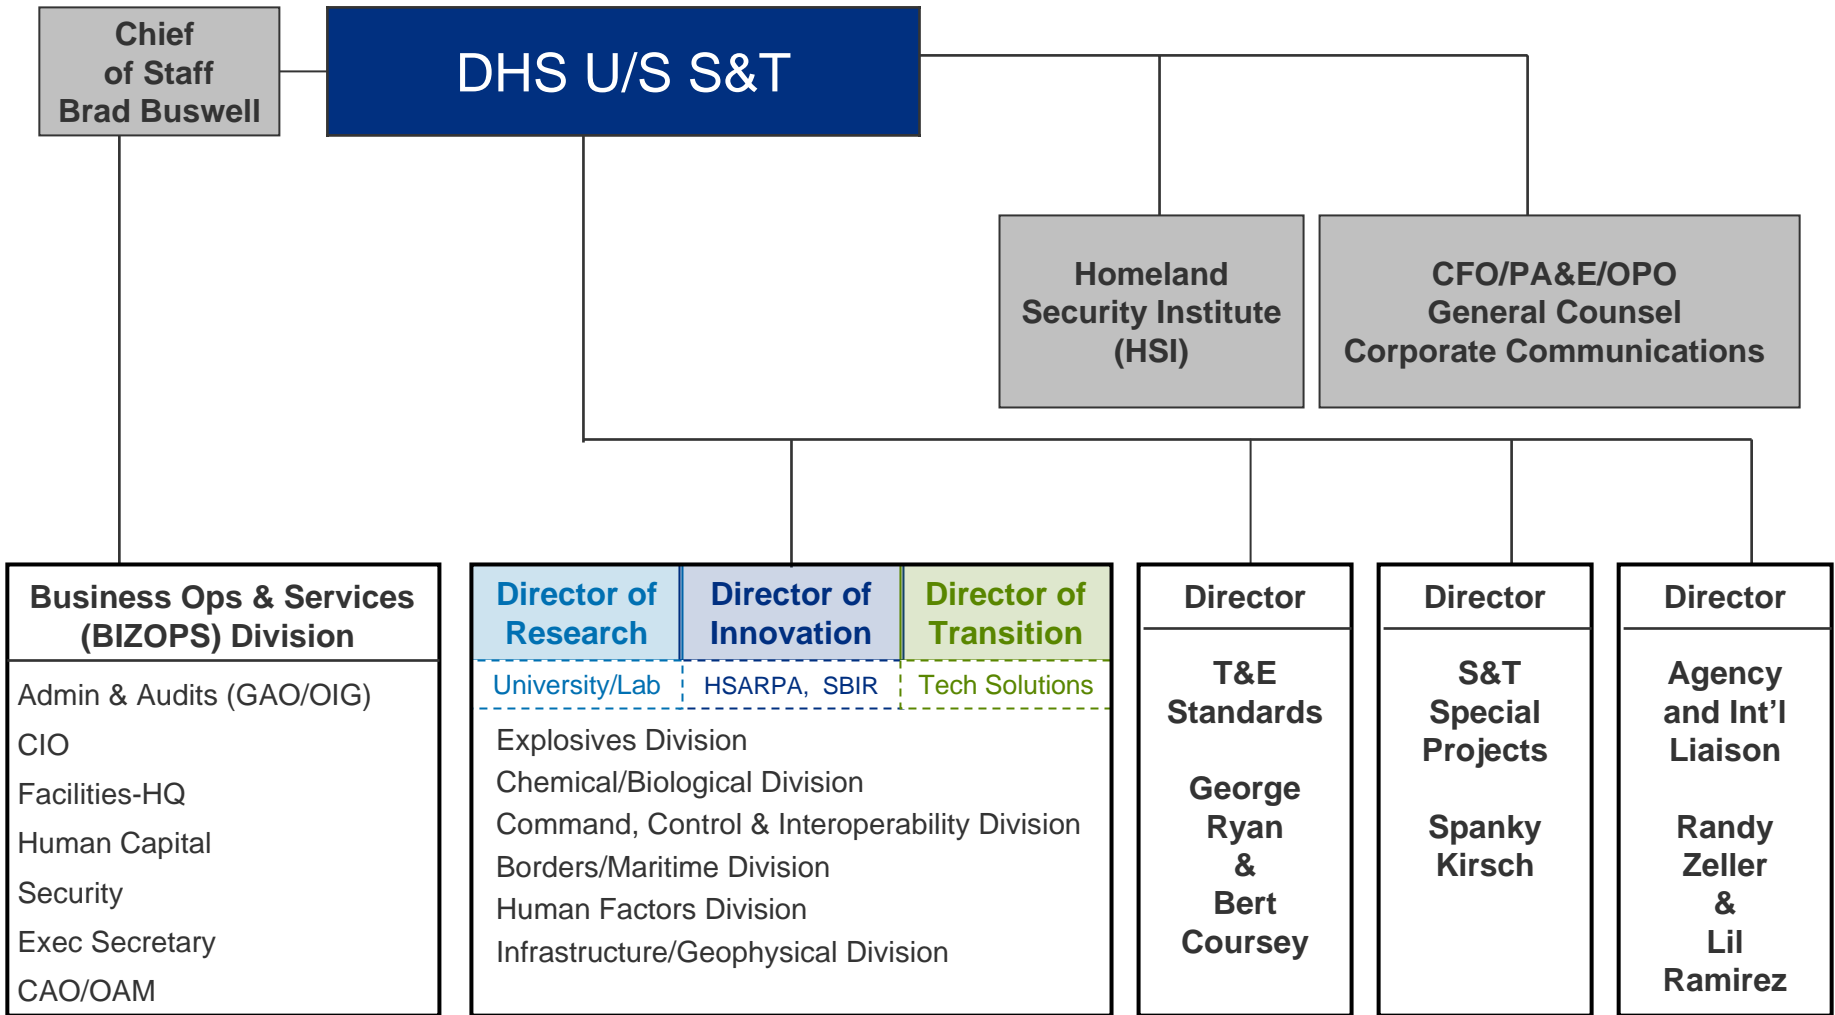 Chief
of Staff
Brad Buswell
DHS U/S S&T
Homeland
Security Institute
(HSI)
CFO/PA&E/OPO
General Counsel
Corporate Communications
Business Ops & Services
(BIZOPS) Division
Admin & Audits (GAO/OIG)
CIO
Facilities-HQ
Human Capital
Security
Exec Secretary
CAO/OAM
Director of
Research
University/Lab
Director of
Innovation
HSARPA, SBIR
Director of
Transition
Tech Solutions
Explosives Division
Chemical/Biological Division
Command, Control & Interoperability Division
Borders/Maritime Division
Human Factors Division
Infrastructure/Geophysical Division
Director
T&E
Standards
George
Ryan
&
Bert
Coursey
Director
S&T
Special
Projects
Spanky
Kirsch
Director
Agency
and Int’l
Liaison
Randy
Zeller
&
Lil
Ramirez